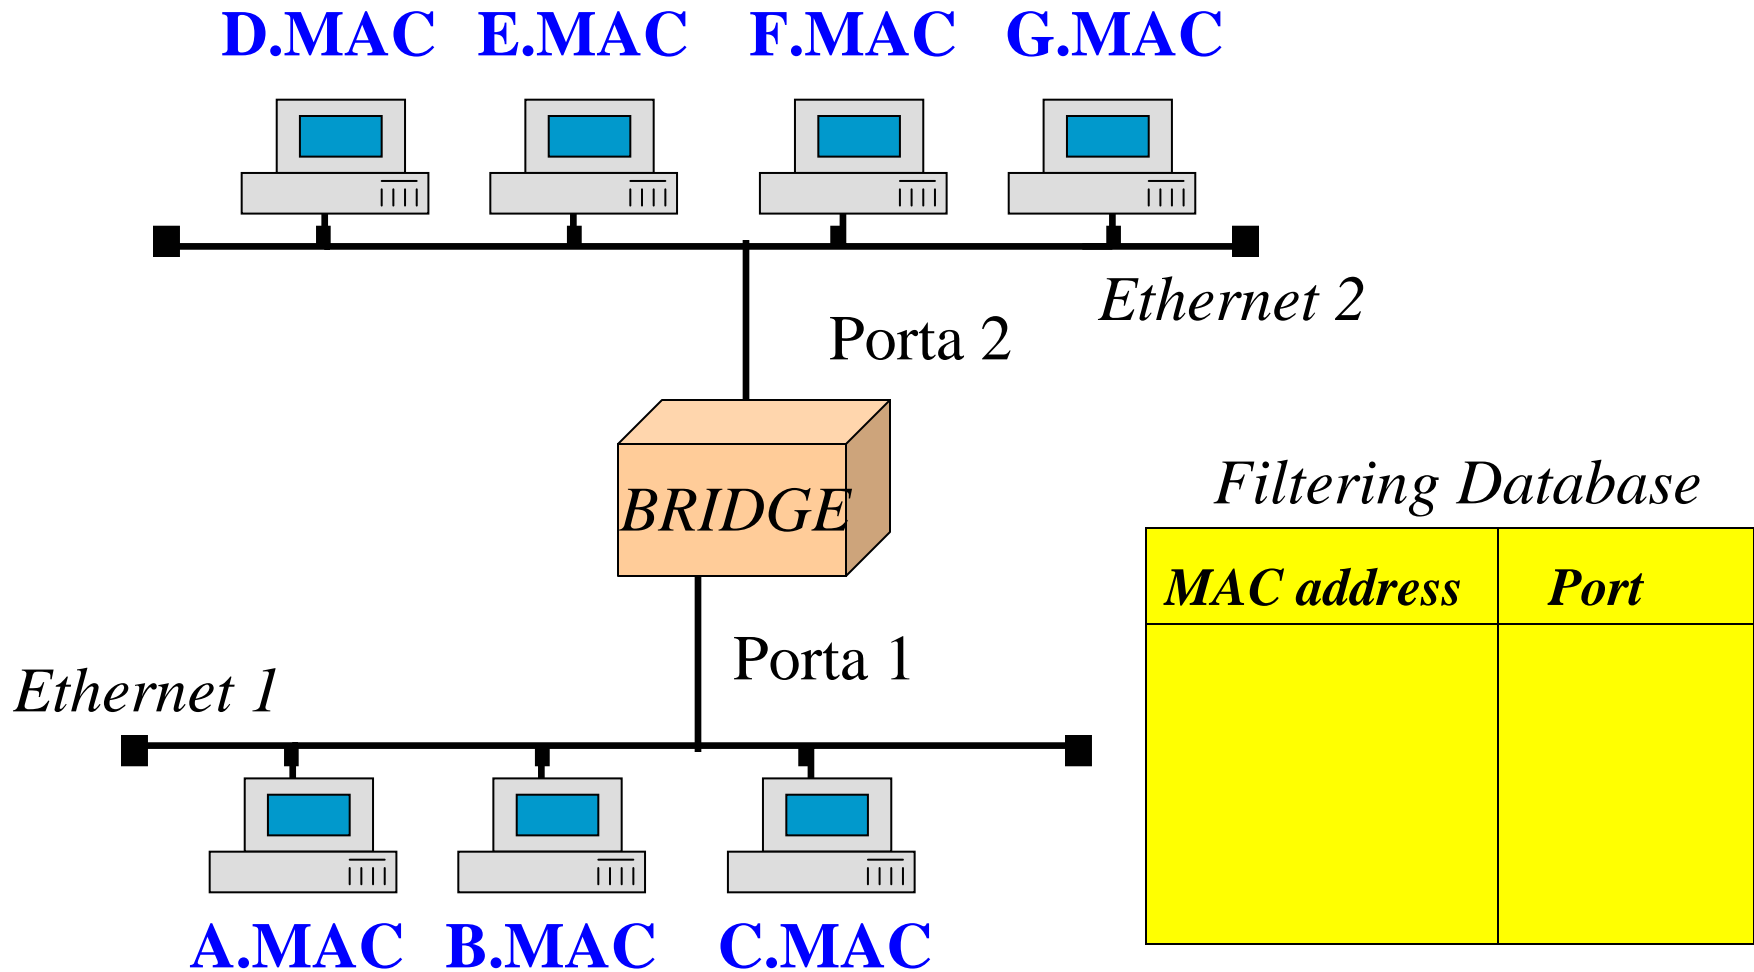 D.MAC E.MAC F.MAC G.MAC
Ethernet 2
Porta 2
BRIDGE
Filtering Database
MAC address Port
Porta 1
Ethernet 1
A.MAC B.MAC C.MAC